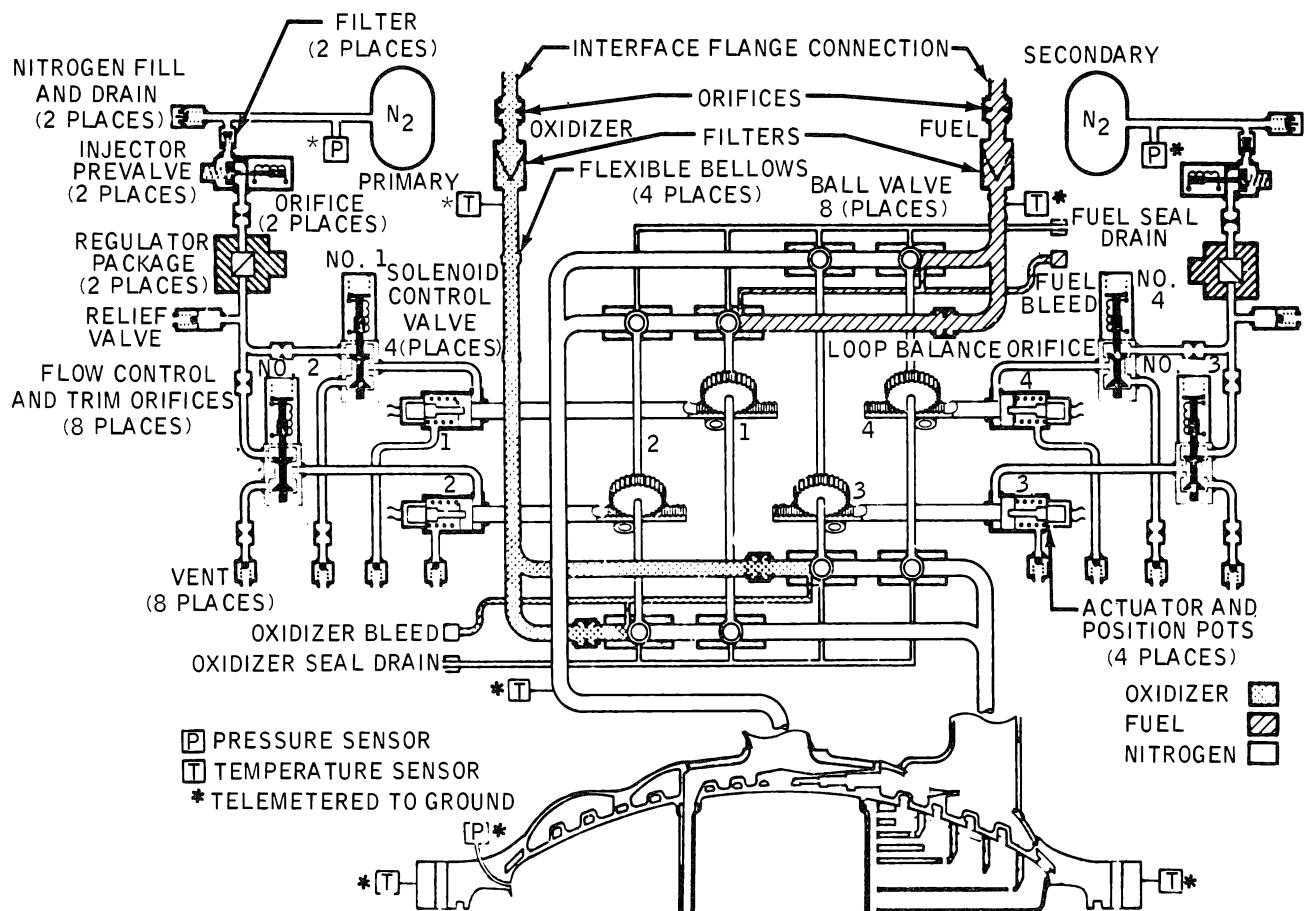 FILTER
(2 PLACES)
INTERFACE FLANGE CONNECTION
SECONDARY
NITROGEN FILL
AND DRAIN
(2 PLACES)
N2
ORIFICES
N2
OXIDIZER
FUEL
* P
FILTERS
P *
INJECTOR
PREVALVE
(2 PLACES)
PRIMARY
FLEXIBLE BELLOWS
(4 PLACES)
BALL VALVE
8 (PLACES)
* T
T *
ORIFICE
(2 PLACES)
FUEL SEAL
DRAIN
REGULATOR
PACKAGE
(2 PLACES)
NO. 1
SOLENOID
CONTROL
VALVE
4(PLACES)
FUEL
BLEED
NO.
4
RELIEF
VALVE
LOOP BALANCE ORIFICE
NO. 2
NO. 3
FLOW CONTROL
AND TRIM ORIFICES
(8 PLACES)
4
1
2
1
4
2
3
3
VENT
(8 PLACES)
OXIDIZER BLEED
OXIDIZER SEAL DRAIN
ACTUATOR AND
POSITION POTS
(4 PLACES)
* T
OXIDIZER
FUEL
NITROGEN
P PRESSURE SENSOR
T TEMPERATURE SENSOR
* TELEMETERED TO GROUND
P *
* T
T *